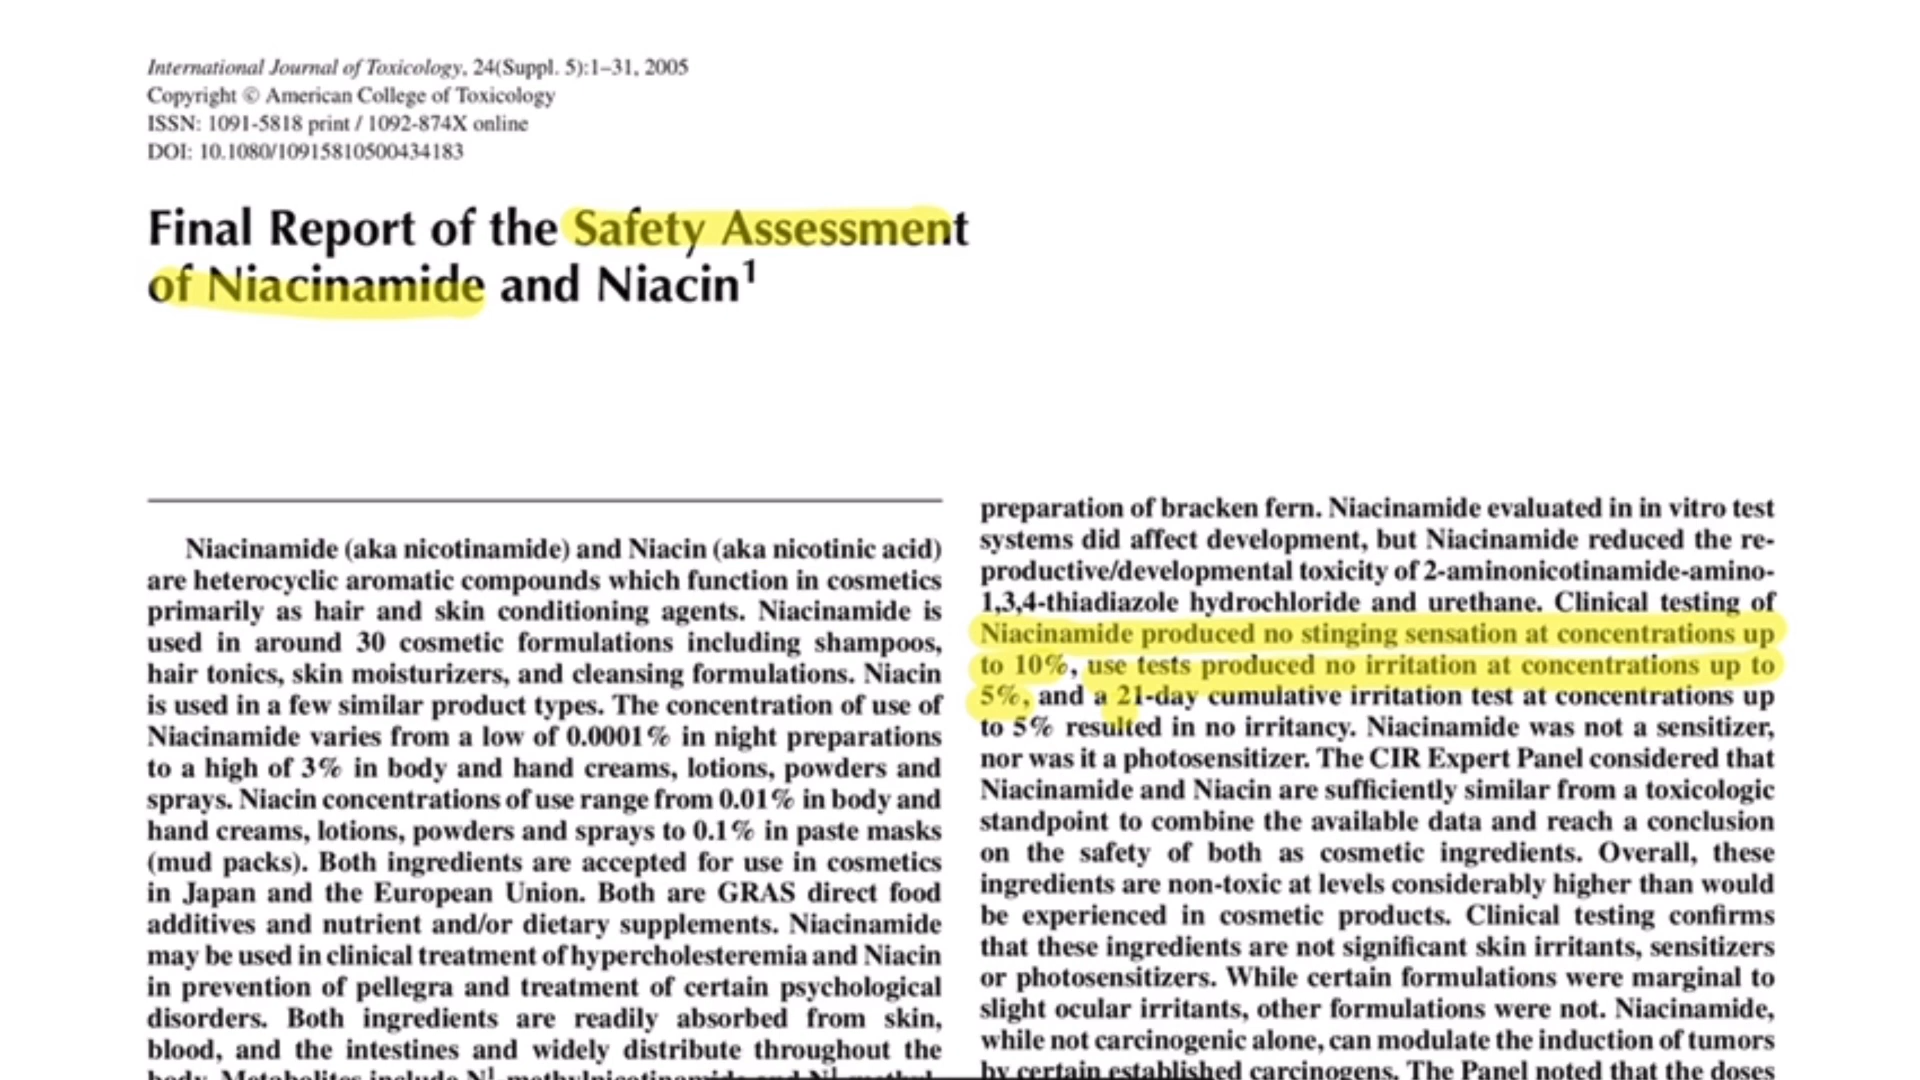 International Journal of Toxicology, 24(Suppl. 5):1–31, 2005
Copyright © American College of Toxicology
ISSN: 1091-5818 print / 1092-874X online
DOI: 10.1080/10915810500434183
Final Report of the Safety Assessment
of Niacinamide and Niacin¹
Niacinamide (aka nicotinamide) and Niacin (aka nicotinic acid)
are heterocyclic aromatic compounds which function in cosmetics
primarily as hair and skin conditioning agents. Niacinamide is
used in around 30 cosmetic formulations including shampoos,
hair tonics, skin moisturizers, and cleansing formulations. Niacin
is used in a few similar product types. The concentration of use of
Niacinamide varies from a low of 0.0001% in night preparations
to a high of 3% in body and hand creams, lotions, powders and
sprays. Niacin concentrations of use range from 0.01% in body and
hand creams, lotions, powders and sprays to 0.1% in paste masks
(mud packs). Both ingredients are accepted for use in cosmetics
in Japan and the European Union. Both are GRAS direct food
additives and nutrient and/or dietary supplements. Niacinamide
may be used in clinical treatment of hypercholesteremia and Niacin
in prevention of pellegra and treatment of certain psychological
disorders. Both ingredients are readily absorbed from skin,
blood, and the intestines and widely distribute throughout the
body. Metabolites include N¹-methylnicotinamide and N¹-methyl-
preparation of bracken fern. Niacinamide evaluated in in vitro test
systems did affect development, but Niacinamide reduced the re-
productive/developmental toxicity of 2-aminonicotinamide-amino-
1,3,4-thiadiazole hydrochloride and urethane. Clinical testing of
Niacinamide produced no stinging sensation at concentrations up
to 10%, use tests produced no irritation at concentrations up to
5%, and a 21-day cumulative irritation test at concentrations up
to 5% resulted in no irritancy. Niacinamide was not a sensitizer,
nor was it a photosensitizer. The CIR Expert Panel considered that
Niacinamide and Niacin are sufficiently similar from a toxicologic
standpoint to combine the available data and reach a conclusion
on the safety of both as cosmetic ingredients. Overall, these
ingredients are non-toxic at levels considerably higher than would
be experienced in cosmetic products. Clinical testing confirms
that these ingredients are not significant skin irritants, sensitizers
or photosensitizers. While certain formulations were marginal to
slight ocular irritants, other formulations were not. Niacinamide,
while not carcinogenic alone, can modulate the induction of tumors
by certain established carcinogens. The Panel noted that the doses